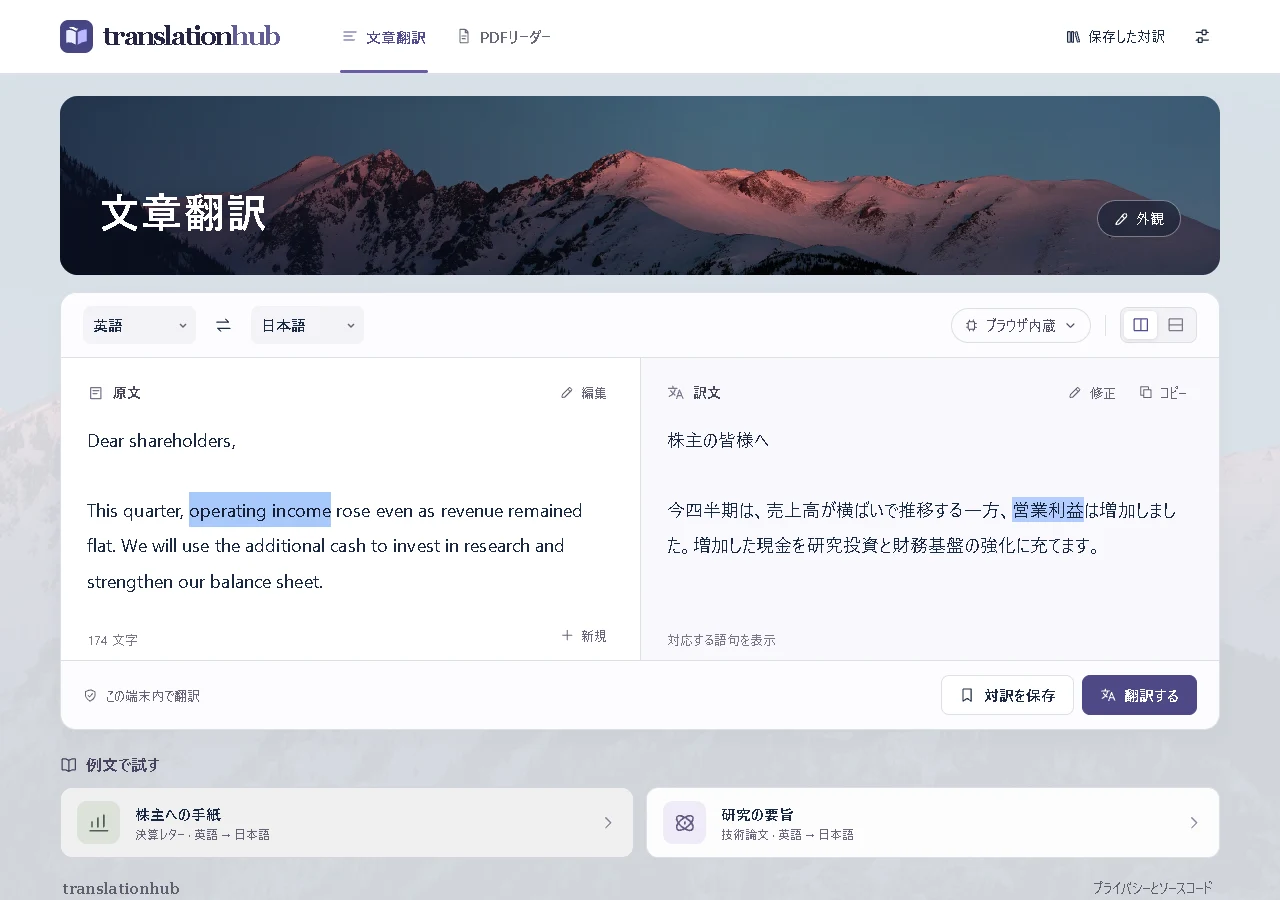 translationhub
文章翻訳
PDFリーダー
保存した対訳
文章翻訳
外観
英語
日本語
ブラウザ内蔵
原文
編集
Dear shareholders,
This quarter, operating income rose even as revenue remained
flat. We will use the additional cash to invest in research and
strengthen our balance sheet.
174 文字
新規
訳文
修正
コピー
株主の皆様へ
今四半期は、売上高が横ばいで推移する一方、営業利益は増加しまし
た。増加した現金を研究投資と財務基盤の強化に充てます。
対応する語句を表示
この端末内で翻訳
対訳を保存
翻訳する
例文で試す
株主への手紙
決算レター · 英語 → 日本語
研究の要旨
技術論文 · 英語 → 日本語
translationhub
プライバシーとソースコード